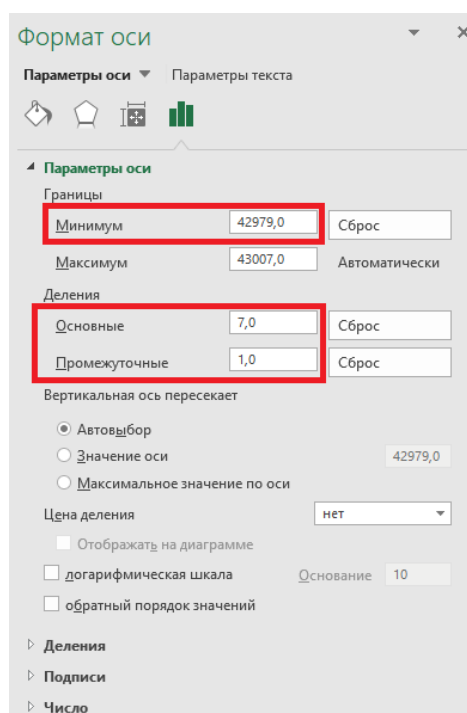 Формат оси
Параметры оси Параметры текста
Параметры оси
Границы
Минимум 42979,0 Сброс
Максимум 43007,0 Автоматически
Деления
Основные 7,0 Сброс
Промежуточные 1,0 Сброс
Вертикальная ось пересекает
Автовыбор
Значение оси 42979,0
Максимальное значение по оси
Цена деления нет
Отображать на диаграмме
логарифмическая шкала Основание 10
обратный порядок значений
Деления
Подписи
Число